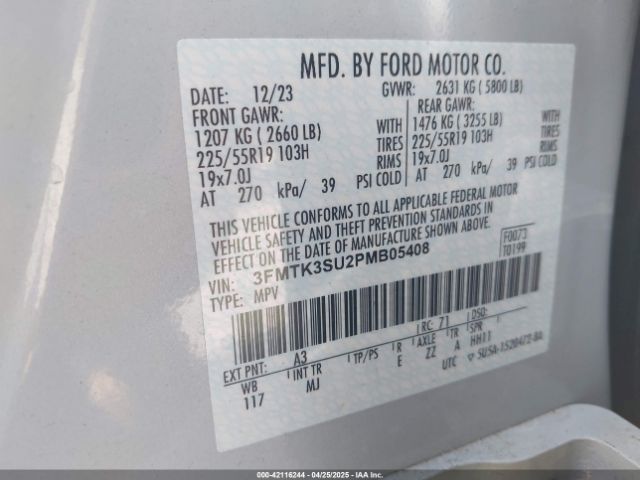 MFD. BY FORD MOTOR CO.
DATE: 12/23 GVWR: 2631 KG ( 5800 LB)
FRONT GAWR: REAR GAWR:
1207 KG ( 2660 LB) WITH 1476 KG ( 3255 LB) WITH
225/55R19 103H TIRES 225/55R19 103H TIRES
19x7.0J RIMS 19x7.0J RIMS
AT 270 kPa/ 39 PSI COLD AT 270 kPa/ 39 PSI COLD
THIS VEHICLE CONFORMS TO ALL APPLICABLE FEDERAL MOTOR
VEHICLE SAFETY AND THEFT PREVENTION STANDARDS IN
EFFECT ON THE DATE OF MANUFACTURE SHOWN ABOVE.
VIN: 3FMTK3SU2PMB05408 F0073
TYPE: MPV T0199
EXT PNT: A3 RC: 71 DSO:
WB INT TR TP/PS R AXLE TR SPR
117 MJ E ZZ A HH11
UTC SU5A-1520472-BA
000-42116244 - 04/25/2025 - IAA Inc.